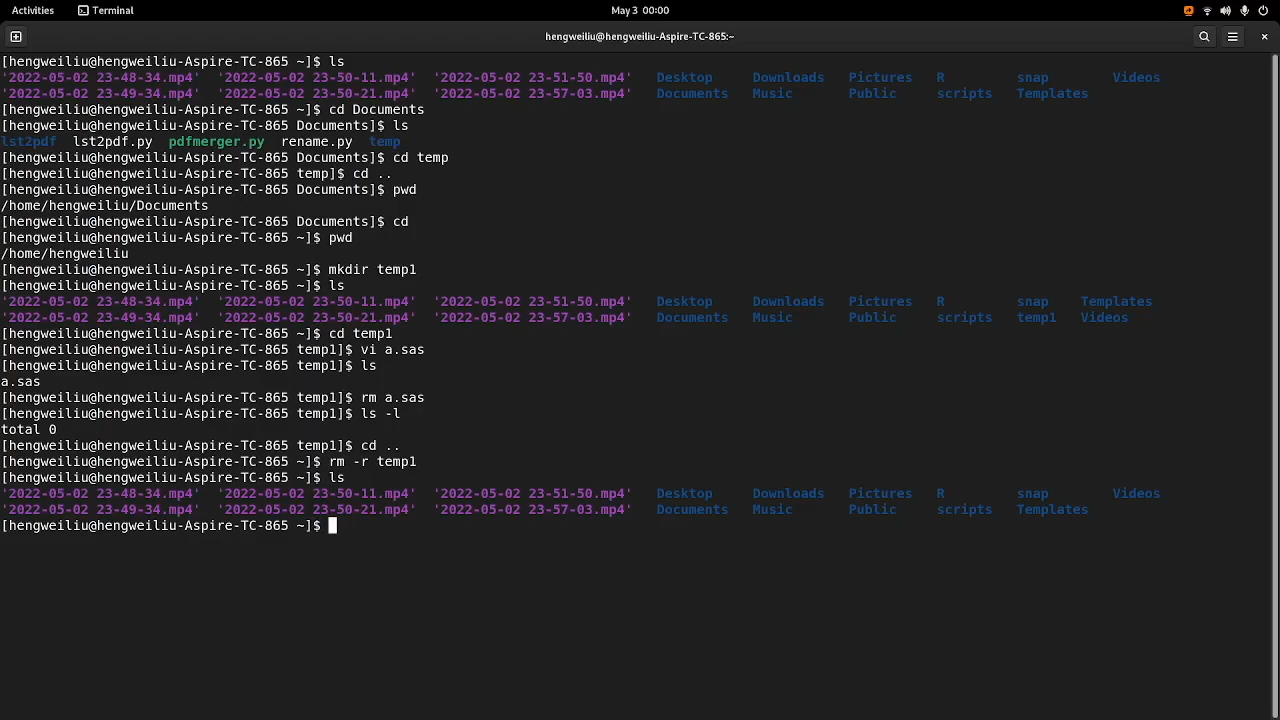 Activities Terminal May 3 00:00
hengweiliu@hengweiliu-Aspire-TC-865:~
[hengweiliu@hengweiliu-Aspire-TC-865 ~]$ ls
'2022-05-02 23-48-34.mp4' '2022-05-02 23-50-11.mp4' '2022-05-02 23-51-50.mp4' Desktop Downloads Pictures R snap Videos
'2022-05-02 23-49-34.mp4' '2022-05-02 23-50-21.mp4' '2022-05-02 23-57-03.mp4' Documents Music Public scripts Templates
[hengweiliu@hengweiliu-Aspire-TC-865 ~]$ cd Documents
[hengweiliu@hengweiliu-Aspire-TC-865 Documents]$ ls
lst2pdf lst2pdf.py pdfmerger.py rename.py temp
[hengweiliu@hengweiliu-Aspire-TC-865 Documents]$ cd temp
[hengweiliu@hengweiliu-Aspire-TC-865 temp]$ cd ..
[hengweiliu@hengweiliu-Aspire-TC-865 Documents]$ pwd
/home/hengweiliu/Documents
[hengweiliu@hengweiliu-Aspire-TC-865 Documents]$ cd
[hengweiliu@hengweiliu-Aspire-TC-865 ~]$ pwd
/home/hengweiliu
[hengweiliu@hengweiliu-Aspire-TC-865 ~]$ mkdir temp1
[hengweiliu@hengweiliu-Aspire-TC-865 ~]$ ls
'2022-05-02 23-48-34.mp4' '2022-05-02 23-50-11.mp4' '2022-05-02 23-51-50.mp4' Desktop Downloads Pictures R snap Templates
'2022-05-02 23-49-34.mp4' '2022-05-02 23-50-21.mp4' '2022-05-02 23-57-03.mp4' Documents Music Public scripts temp1 Videos
[hengweiliu@hengweiliu-Aspire-TC-865 ~]$ cd temp1
[hengweiliu@hengweiliu-Aspire-TC-865 temp1]$ vi a.sas
[hengweiliu@hengweiliu-Aspire-TC-865 temp1]$ ls
a.sas
[hengweiliu@hengweiliu-Aspire-TC-865 temp1]$ rm a.sas
[hengweiliu@hengweiliu-Aspire-TC-865 temp1]$ ls -l
total 0
[hengweiliu@hengweiliu-Aspire-TC-865 temp1]$ cd ..
[hengweiliu@hengweiliu-Aspire-TC-865 ~]$ rm -r temp1
[hengweiliu@hengweiliu-Aspire-TC-865 ~]$ ls
'2022-05-02 23-48-34.mp4' '2022-05-02 23-50-11.mp4' '2022-05-02 23-51-50.mp4' Desktop Downloads Pictures R snap Videos
'2022-05-02 23-49-34.mp4' '2022-05-02 23-50-21.mp4' '2022-05-02 23-57-03.mp4' Documents Music Public scripts Templates
[hengweiliu@hengweiliu-Aspire-TC-865 ~]$